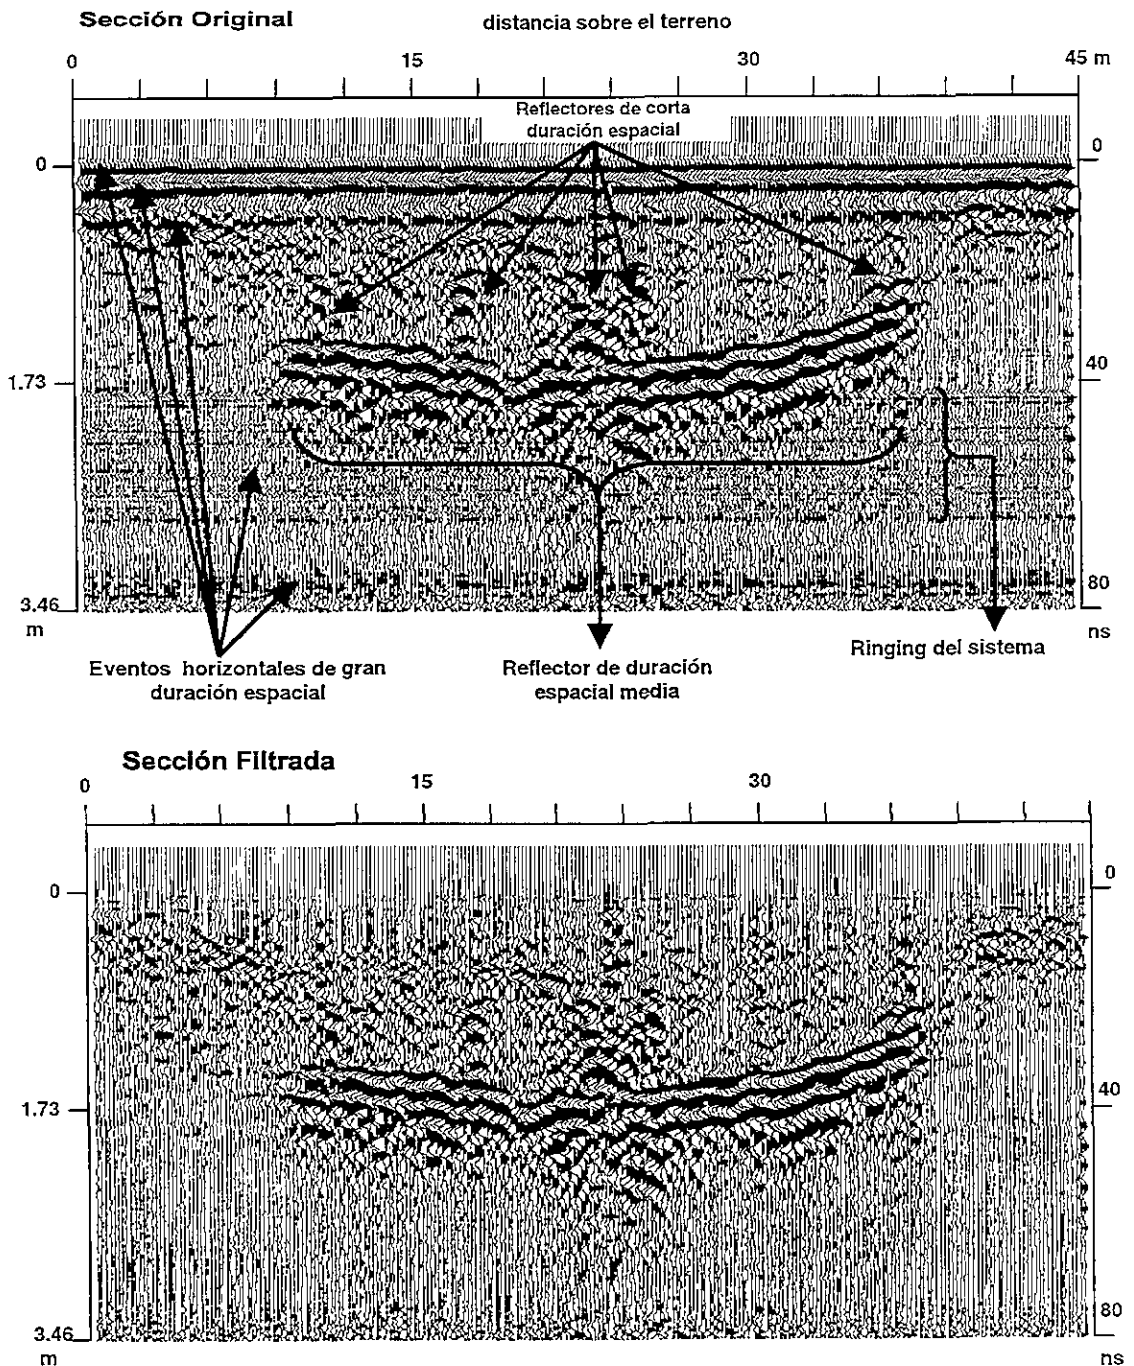 Sección Original
distancia sobre el terreno
0 15 30 45 m
Reflectores de corta
duración espacial
0 0
1.73 40
3.46 80
m ns
Eventos horizontales de gran
duración espacial
Reflector de duración
espacial media
Ringing del sistema
Sección Filtrada
0 15 30
0 0
1.73 40
3.46 80
m ns